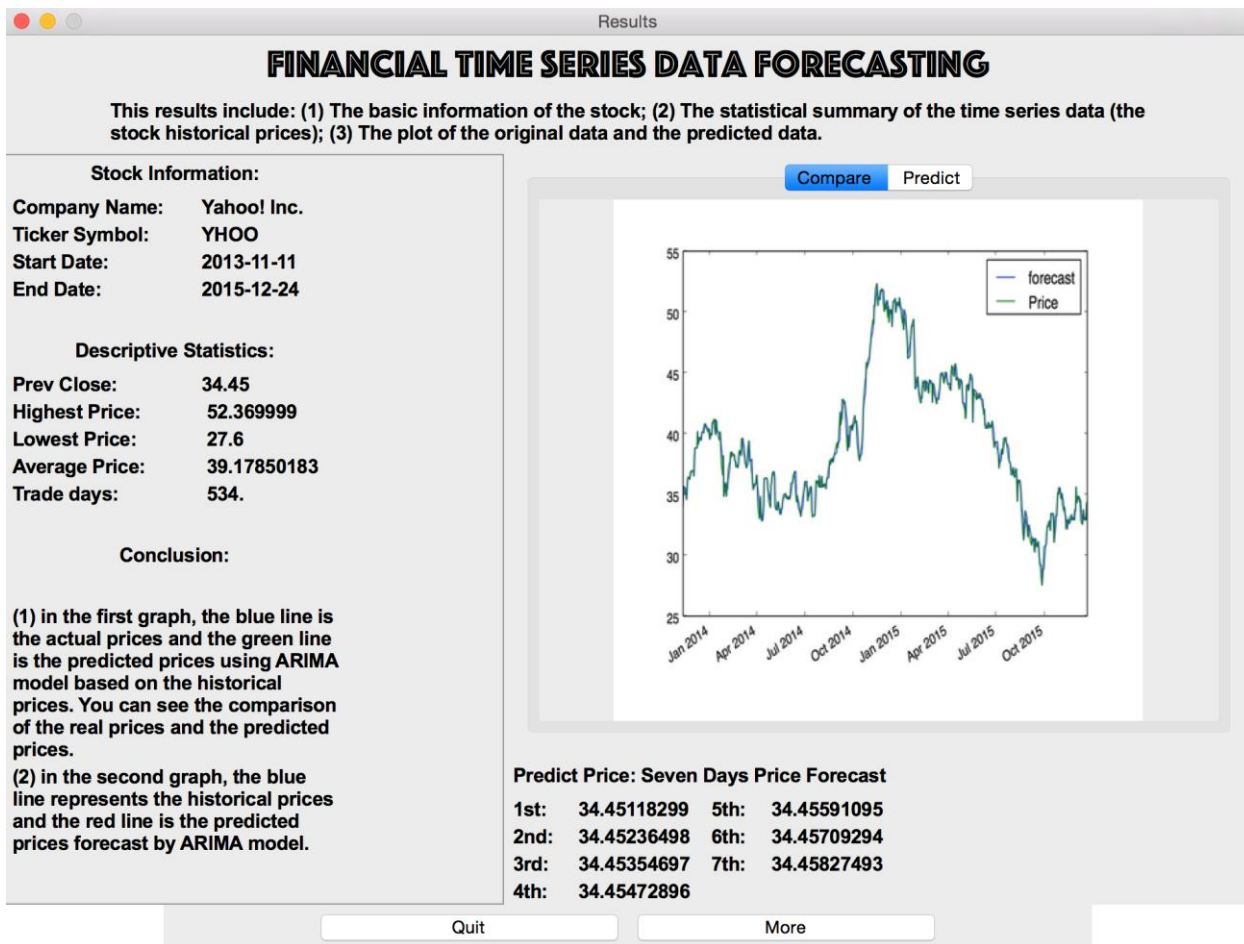 Results
FINANCIAL TIME SERIES DATA FORECASTING
This results include: (1) The basic information of the stock; (2) The statistical summary of the time series data (the
stock historical prices); (3) The plot of the original data and the predicted data.
Stock Information:
Company Name: Yahoo! Inc.
Ticker Symbol: YHOO
Start Date: 2013-11-11
End Date: 2015-12-24
Descriptive Statistics:
Prev Close: 34.45
Highest Price: 52.369999
Lowest Price: 27.6
Average Price: 39.17850183
Trade days: 534.
Conclusion:
(1) in the first graph, the blue line is
the actual prices and the green line
is the predicted prices using ARIMA
model based on the historical
prices. You can see the comparison
of the real prices and the predicted
prices.
(2) in the second graph, the blue
line represents the historical prices
and the red line is the predicted
prices forecast by ARIMA model.
Compare Predict
forecast
Price
55
50
45
40
35
30
25
Jan 2014 Apr 2014 Jul 2014 Oct 2014 Jan 2015 Apr 2015 Jul 2015 Oct 2015
Predict Price: Seven Days Price Forecast
1st: 34.45118299 5th: 34.45591095
2nd: 34.45236498 6th: 34.45709294
3rd: 34.45354697 7th: 34.45827493
4th: 34.45472896
Quit More